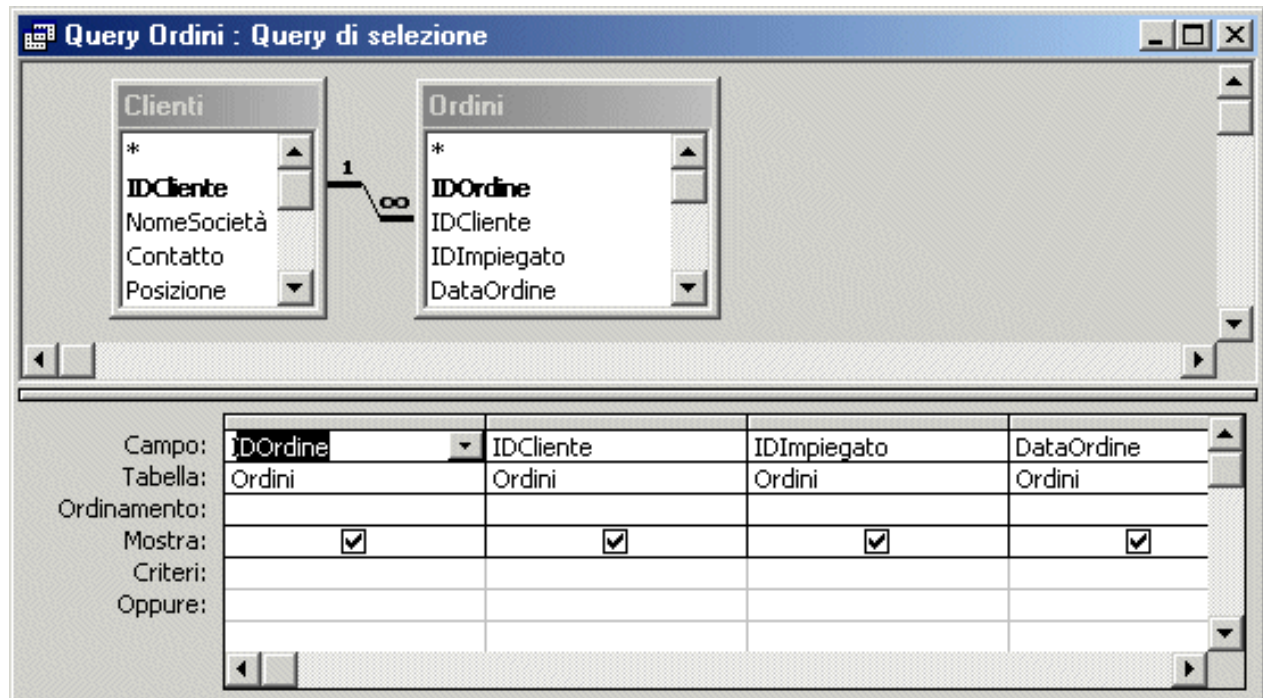 Query Ordini : Query di selezione
Clienti
*
IDCliente
NomeSocietà
Contatto
Posizione
1
∞
Ordini
*
IDOrdine
IDCliente
IDImpiegato
DataOrdine
Campo: IDOrdine IDCliente IDImpiegato DataOrdine
Tabella: Ordini Ordini Ordini Ordini
Ordinamento:
Mostra:
Criteri:
Oppure: